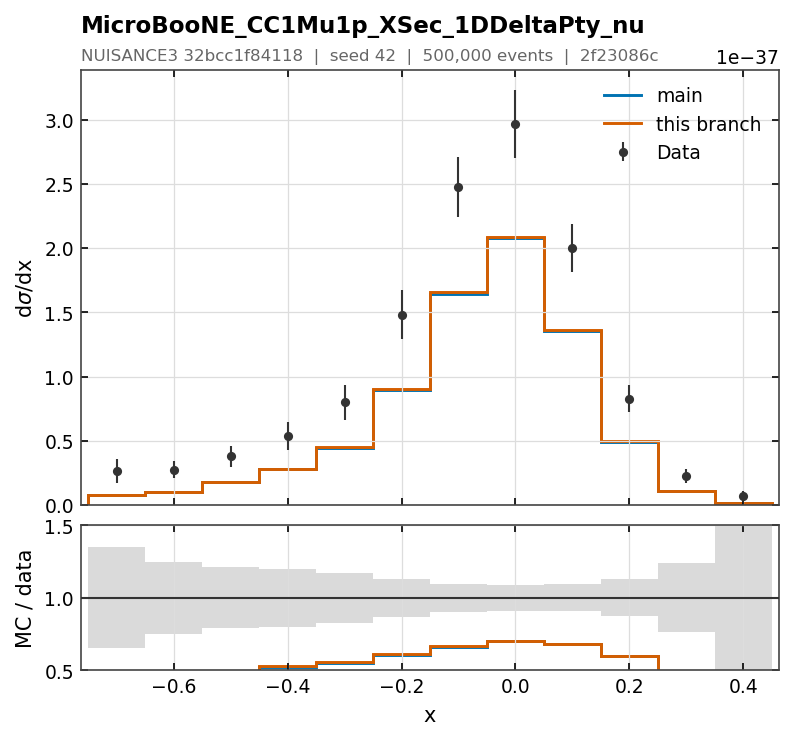 MicroBooNE_CC1Mu1p_XSec_1DDeltaPty_nu
NUISANCE3 32bcc1f84118 | seed 42 | 500,000 events | 2f23086c
1e−37
main
this branch
Data
3.0
2.5
2.0
1.5
1.0
0.5
0.0
dσ/dx
1.5
1.0
0.5
MC / data
−0.6 −0.4 −0.2 0.0 0.2 0.4
x